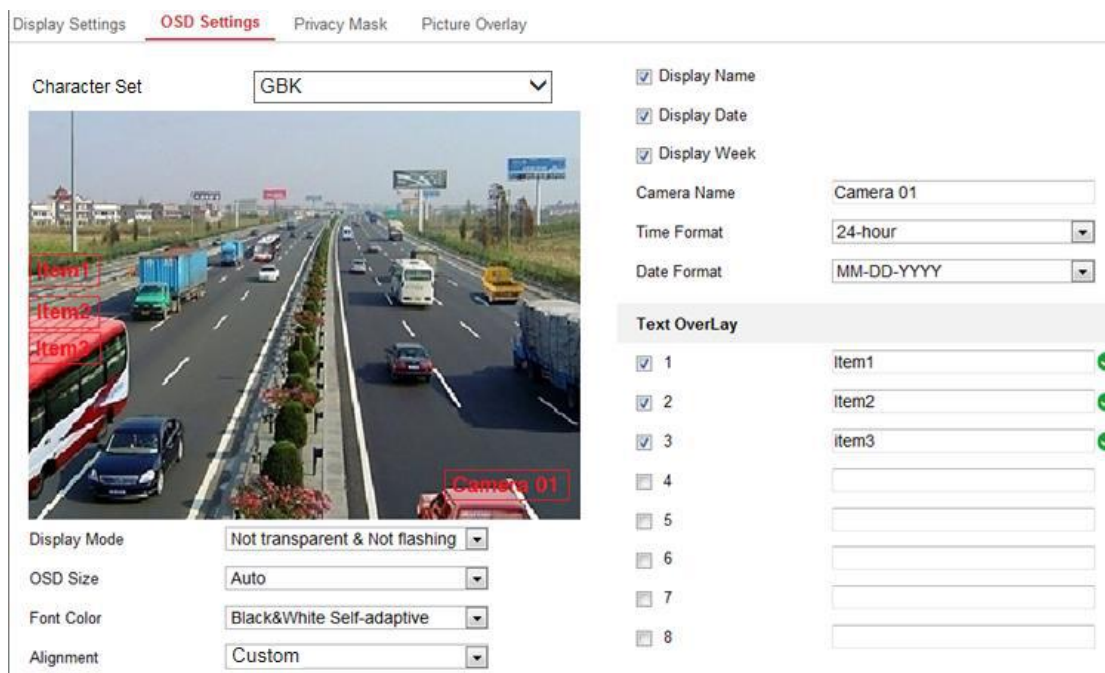 Display Settings OSD Settings Privacy Mask Picture Overlay
Character Set GBK
Item1
Item2
Camera 01
Display Mode Not transparent & Not flashing
OSD Size Auto
Font Color Black&White Self-adaptive
Alignment Custom
Display Name
Display Date
Display Week
Camera Name Camera 01
Time Format 24-hour
Date Format MM-DD-YYYY
Text OverLay
1 Item1
2 Item2
3 item3
4
5
6
7
8